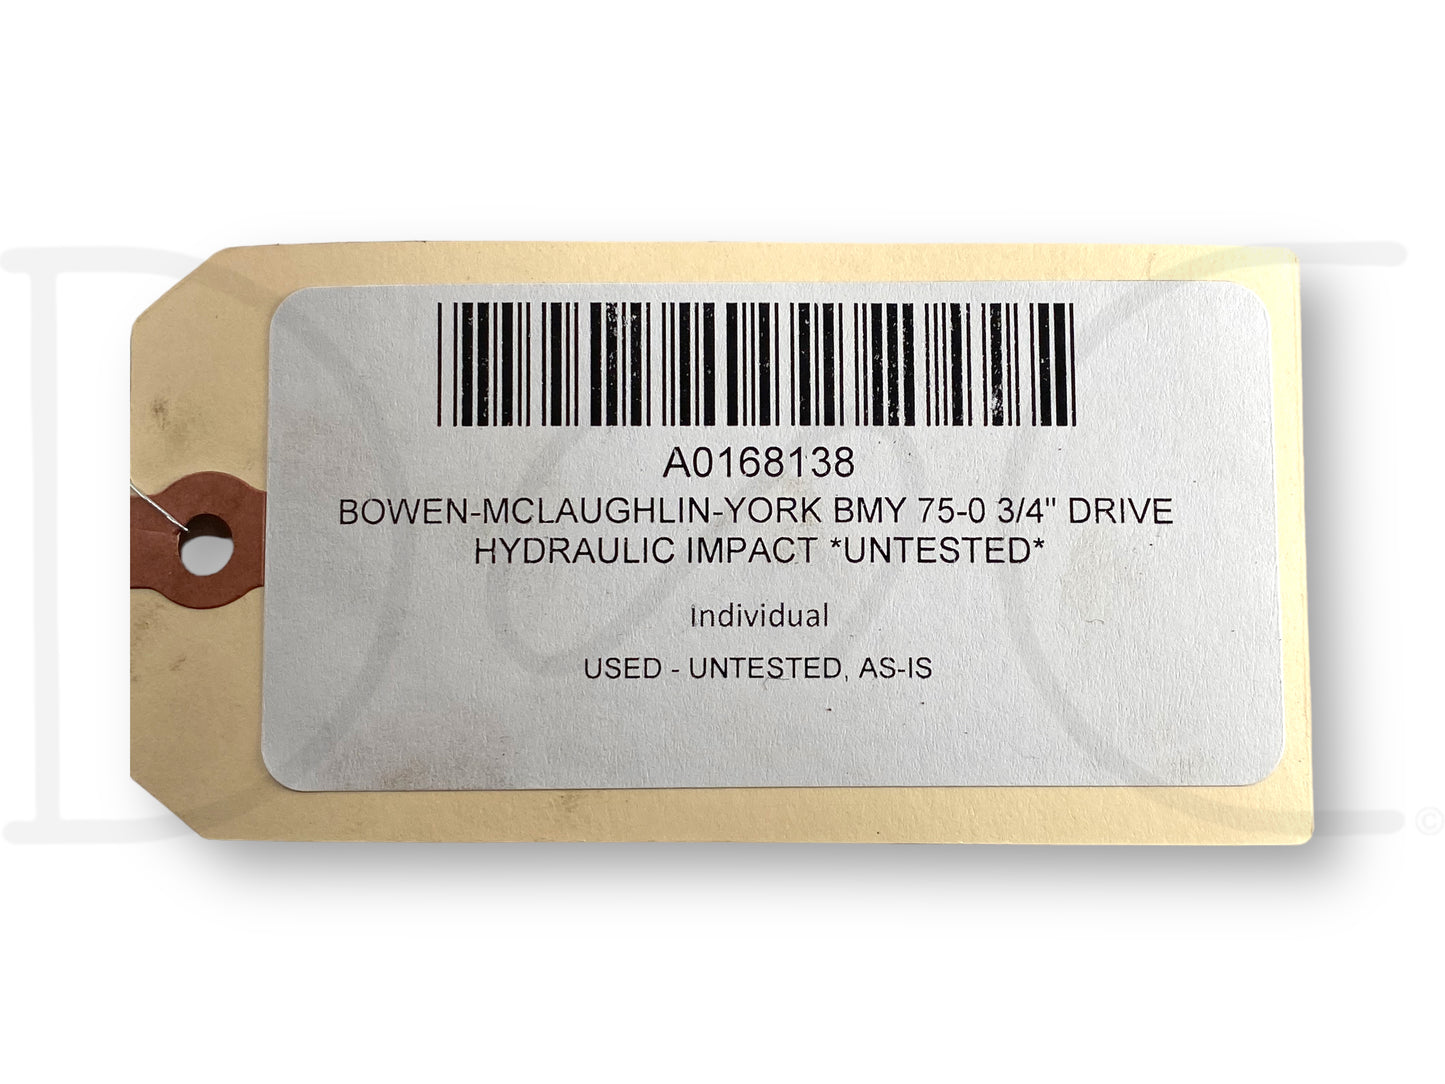 A0168138
BOWEN-MCLAUGHLIN-YORK BMY 75-0 3/4" DRIVE
HYDRAULIC IMPACT *UNTESTED*
Individual
USED - UNTESTED, AS-IS
©